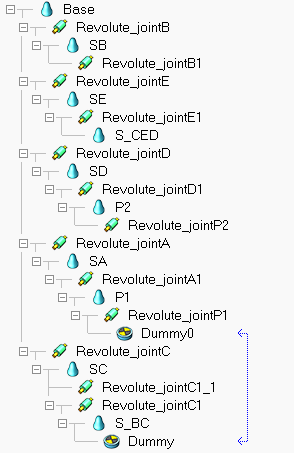 Base
Revolute_jointB
SB
Revolute_jointB1
Revolute_jointE
SE
Revolute_jointE1
S_CED
Revolute_jointD
SD
Revolute_jointD1
P2
Revolute_jointP2
Revolute_jointA
SA
Revolute_jointA1
P1
Revolute_jointP1
Dummy0
Revolute_jointC
SC
Revolute_jointC1_1
Revolute_jointC1
S_BC
Dummy